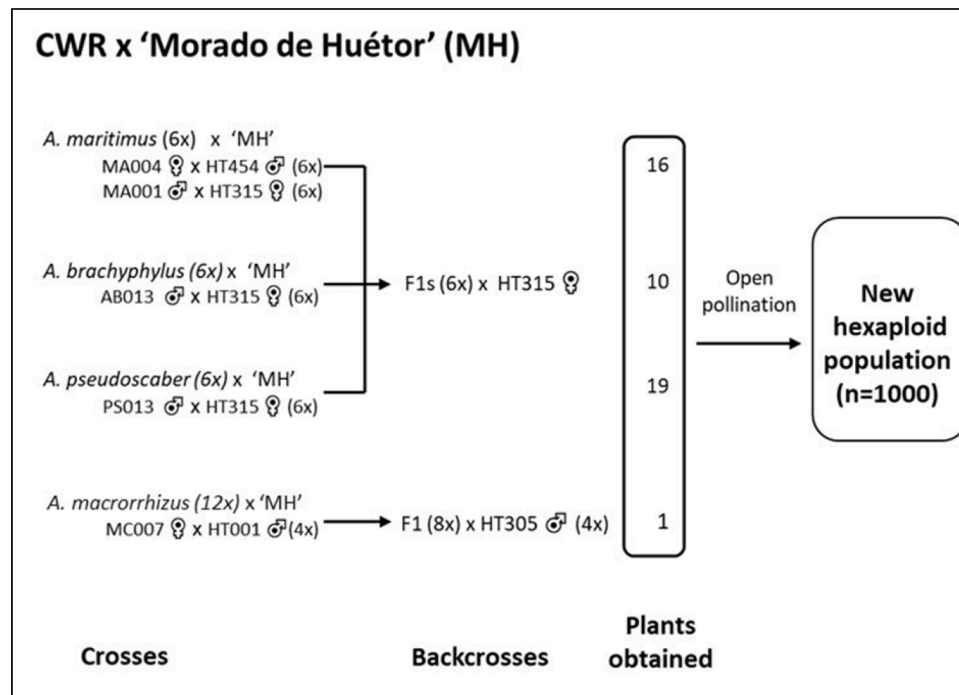 CWR x ‘Morado de Huétor’ (MH)
A. maritimus (6x) x ‘MH’
MA004 x HT454 (6x)
MA001 x HT315 (6x)
16
A. brachyphylus (6x) x ‘MH’
AB013 x HT315 (6x)
F1s (6x) x HT315
10
Open
pollination
New
hexaploid
population
(n=1000)
A. pseudoscaber (6x) x ‘MH’
PS013 x HT315 (6x)
19
A. macrorrhizus (12x) x ‘MH’
MC007 x HT001 (4x)
F1 (8x) x HT305 (4x)
1
Crosses
Backcrosses
Plants
obtained